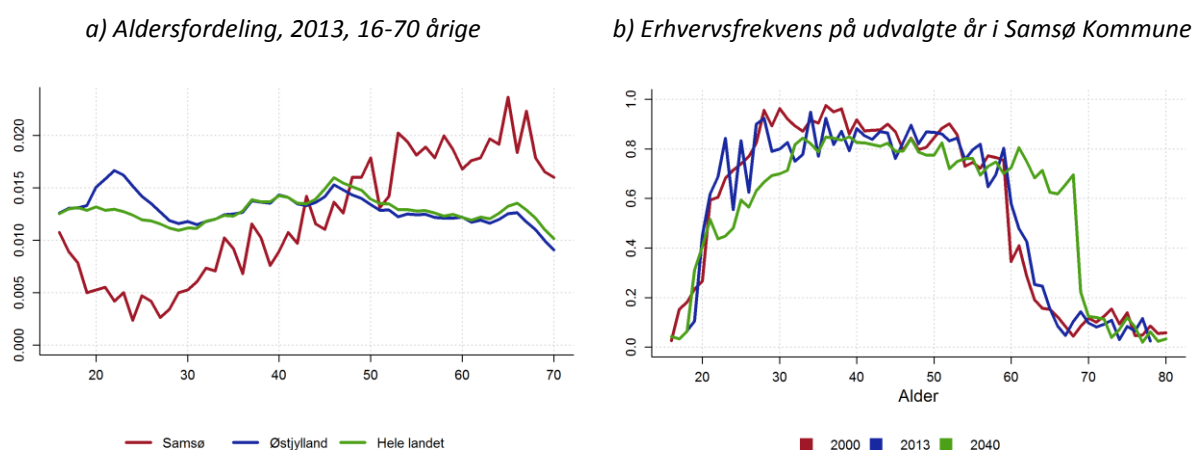 a) Aldersfordeling, 2013, 16-70 årige
0.020
0.015
0.010
0.005
0.000
20 30 40 50 60 70
Samsø Østjylland Hele landet
b) Erhvervsfrekvens på udvalgte år i Samsø Kommune
1.0
0.8
0.6
0.4
0.2
0.0
20 30 40 50 60 70 80
Alder
2000 2013 2040